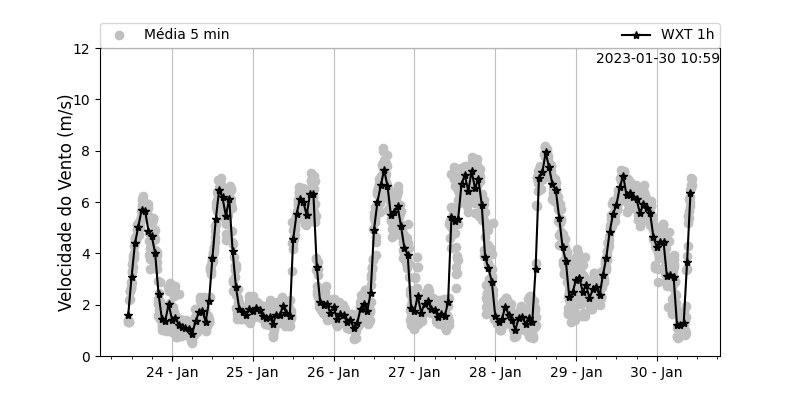 Média 5 min
WXT 1h
2023-01-30 10:59
Velocidade do Vento (m/s)
12
10
8
6
4
2
0
24 - Jan
25 - Jan
26 - Jan
27 - Jan
28 - Jan
29 - Jan
30 - Jan